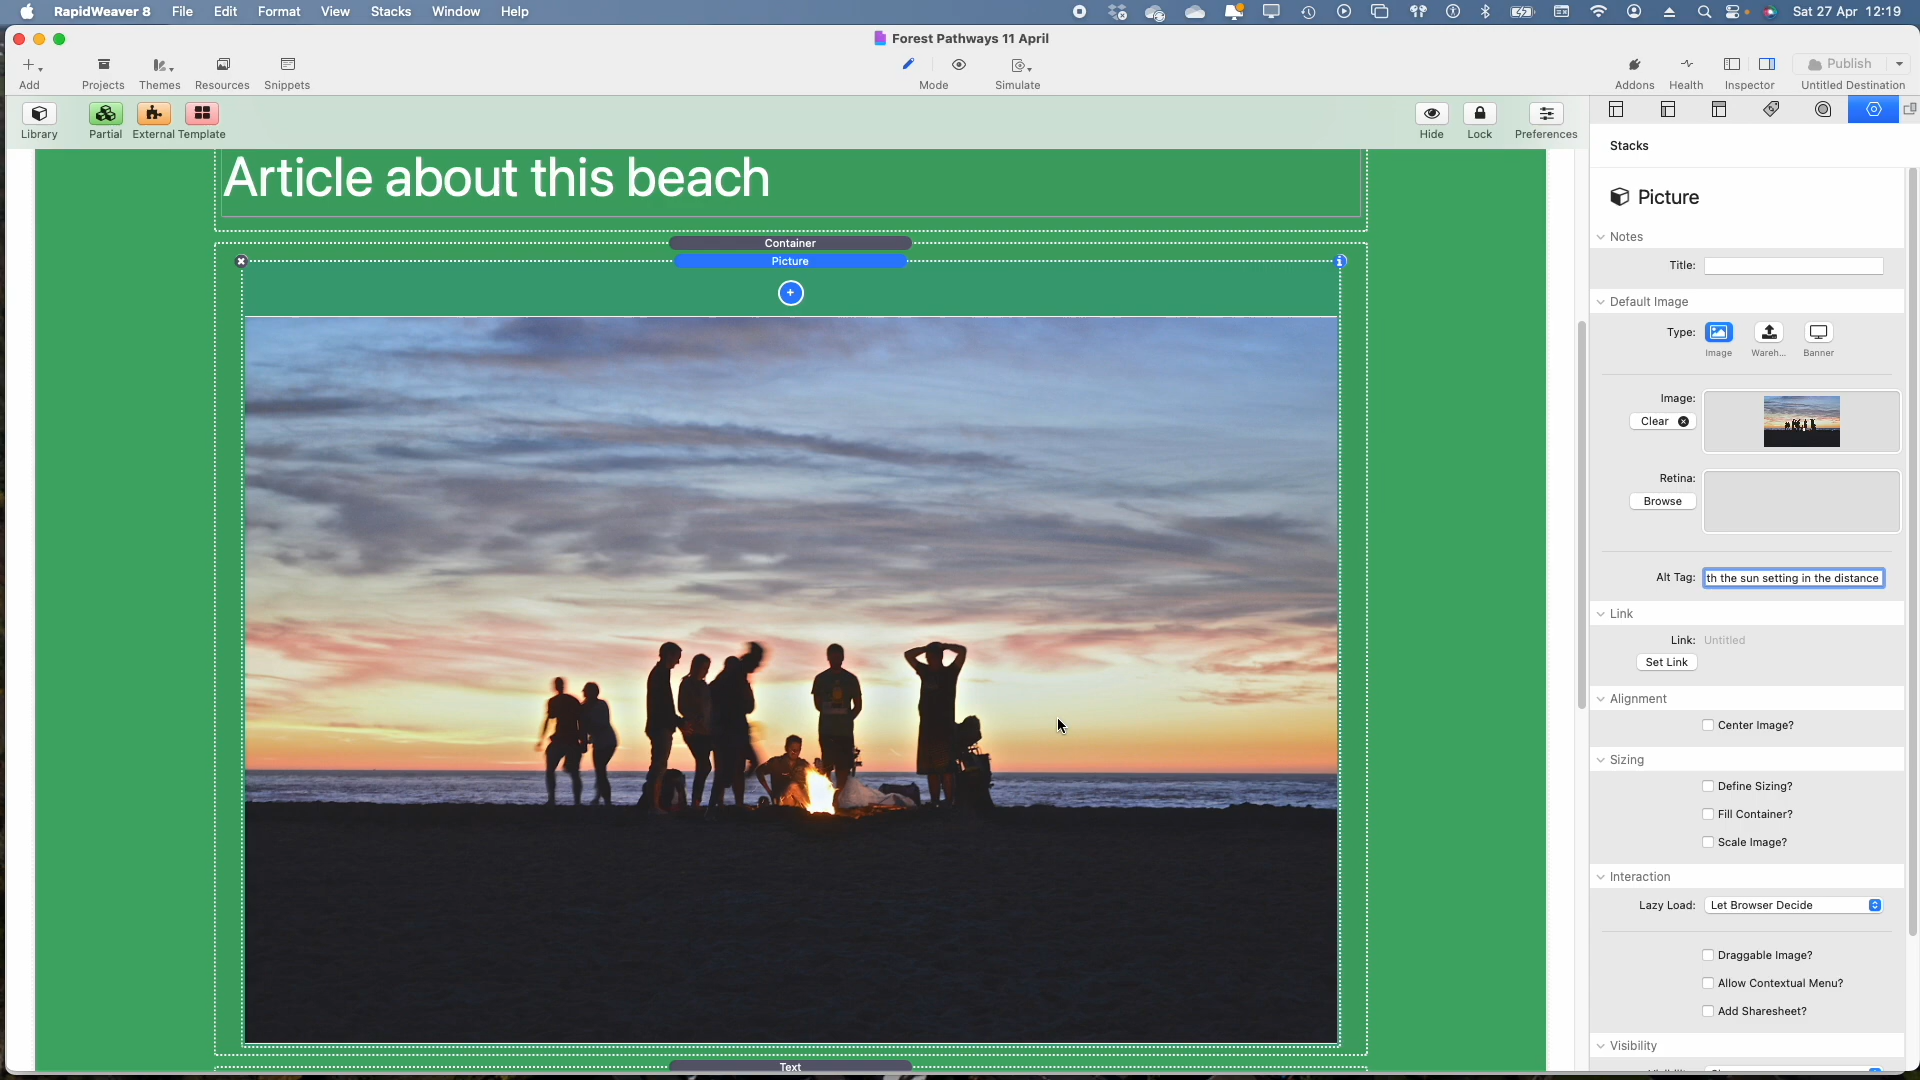 RapidWeaver 8 File Edit Format View Stacks Window Help Sat 27 Apr 12:19
Forest Pathways 11 April
Add Projects Themes Resources Snippets Mode Simulate Addons Health Inspector Publish Untitled Destination
Library Partial External Template Hide Lock Preferences
Stacks
Article about this beach
Container
Picture
Text
Picture
Notes
Title:
Default Image
Type:
Image Wareh... Banner
Image:
Clear
Retina:
Browse
Alt Tag: th the sun setting in the distance
Link
Link: Untitled
Set Link
Alignment
Center Image?
Sizing
Define Sizing?
Fill Container?
Scale Image?
Interaction
Lazy Load: Let Browser Decide
Draggable Image?
Allow Contextual Menu?
Add Sharesheet?
Visibility